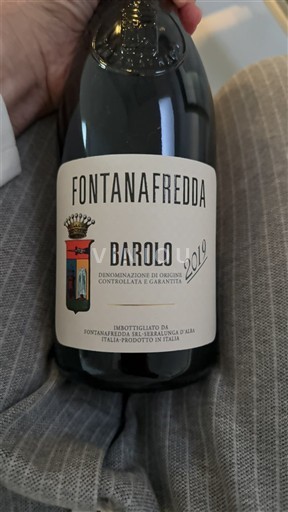 FONTANAFREDDA
BAROLO
2019
DENOMINAZIONE DI ORIGINE
CONTROLLATA E GARANTITA
IMBOTTIGLIATO DA
FONTANAFREDDA SRL-SERRALUNGA D'ALBA
ITALIA-PRODOTTO IN ITALIA